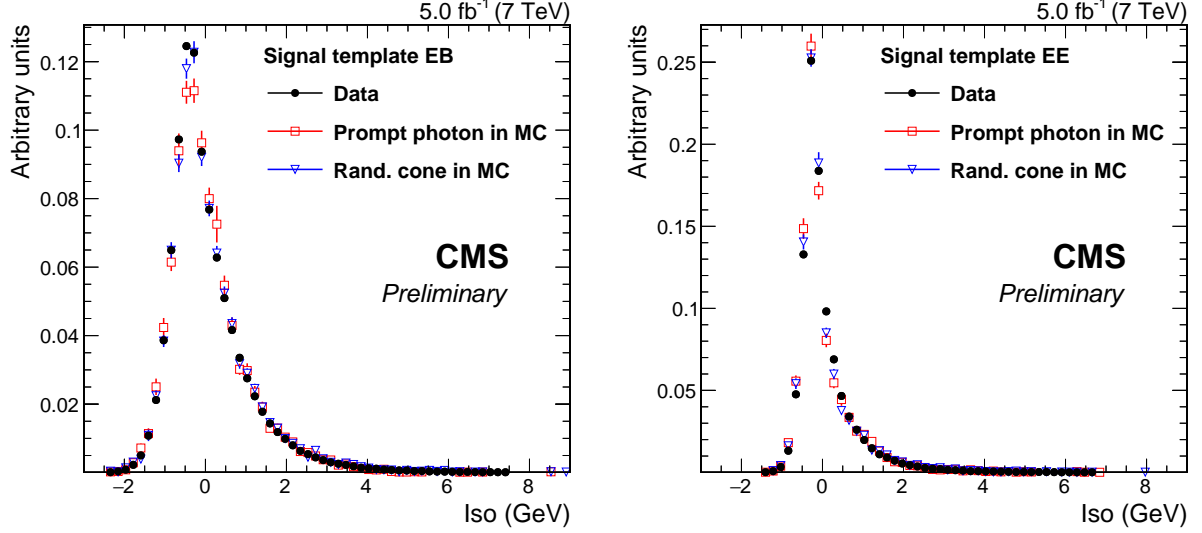 5.0 fb⁻¹ (7 TeV)
Arbitrary units
Signal template EB
Data
Prompt photon in MC
Rand. cone in MC
CMS
Preliminary
0.12
0.1
0.08
0.06
0.04
0.02
−2 0 2 4 6 8
Iso (GeV)
5.0 fb⁻¹ (7 TeV)
Arbitrary units
Signal template EE
Data
Prompt photon in MC
Rand. cone in MC
CMS
Preliminary
0.25
0.2
0.15
0.1
0.05
−2 0 2 4 6 8
Iso (GeV)